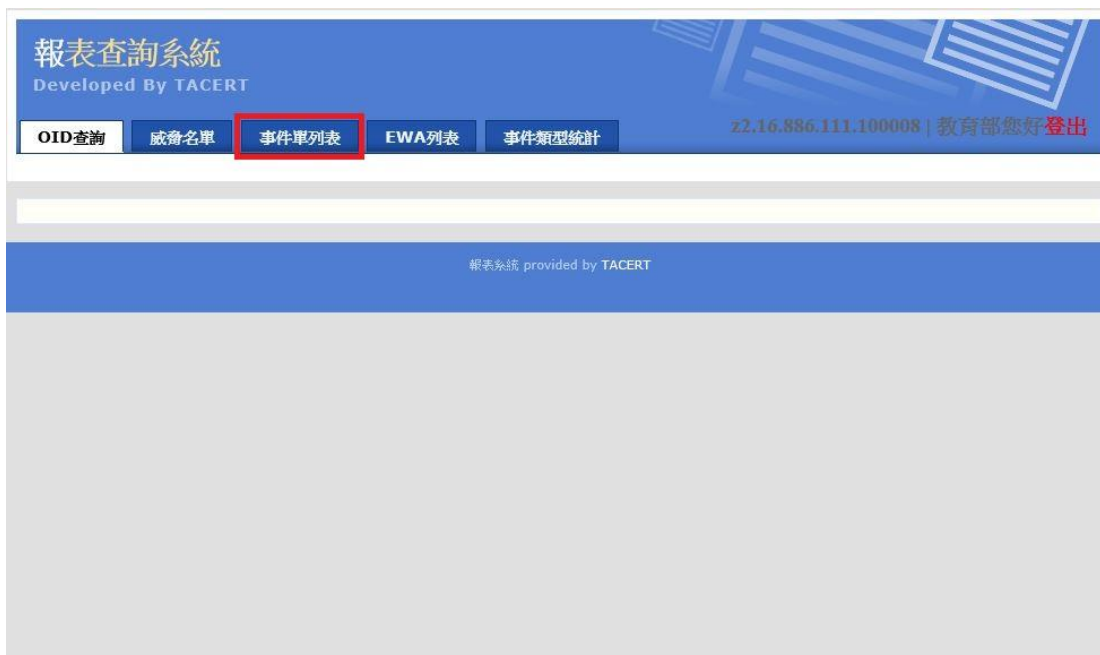 報表查詢系統
Developed By TACERT
OID查詢 威脅名單 事件單列表 EWA列表 事件類型統計
z2.16.886.111.100008 | 教育部您好登出
報表系統 provided by TACERT